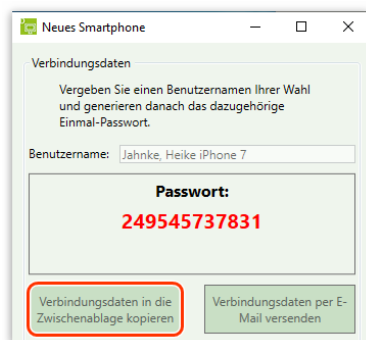 Neues Smartphone
Verbindungsdaten
Vergeben Sie einen Benutzernamen Ihrer Wahl
und generieren danach das dazugehörige
Einmal-Passwort.
Benutzername: Jahnke, Heike iPhone 7
Passwort:
249545737831
Verbindungsdaten in die
Zwischenablage kopieren
Verbindungsdaten per E-
Mail versenden